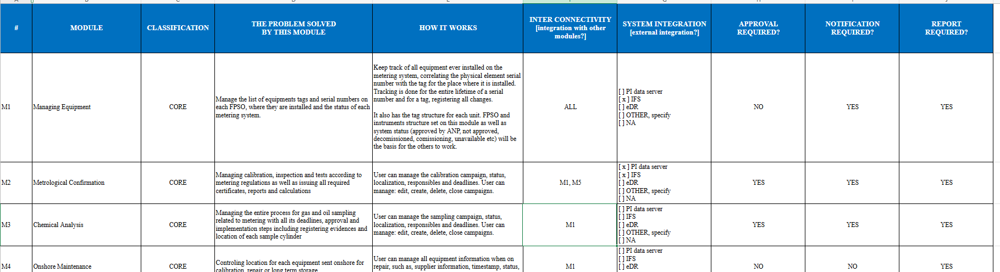 #
MODULE
CLASSIFICATION
THE PROBLEM SOLVED
BY THIS MODULE
HOW IT WORKS
INTER CONNECTIVITY
[integration with other
modules?]
SYSTEM INTEGRATION
[external integration?]
APPROVAL
REQUIRED?
NOTIFICATION
REQUIRED?
REPORT
REQUIRED?
M1
Managing Equipment
CORE
Manage the list of equipments tags and serial numbers on
each FPSO, where they are installed and the status of each
metering system.
Keep track of all equipment ever installed on the
metering system, correlating the physical element serial
number with the tag for the place where it is installed.
Tracking is done for the entire lifetime of a serial
number and for a tag, registering all changes.
It also has the tag structure for each unit. FPSO and
instruments structure set on this module as well as
system status (approved by ANP, not approved,
decomissioned, comissioning, unavailable etc) will be
the basis for the others to work.
ALL
[ ] PI data server
[ x ] IFS
[ ] eDR
[ ] OTHER, specify
[ ] NA
NO
YES
YES
M2
Metrological Confirmation
CORE
Managing calibration, inspection and tests according to
metering regulations as well as issuing all required
certificates, reports and calculations
User can manage the calibration campaign, status,
localization, responsibles and deadlines. User can
manage: edit, create, delete, close campaigns.
M1, M5
[ x ] PI data server
[ x ] IFS
[ ] eDR
[ ] OTHER, specify
[ ] NA
YES
YES
YES
M3
Chemical Analysis
CORE
Managing the entire process for gas and oil sampling
related to metering with all its deadlines, approval and
implementation steps including registering evidences and
location of each sample cylinder
User can manage the sampling campaign, status,
localization, responsibles and deadlines. User can
manage: edit, create, delete, close campaigns.
M1
[ ] PI data server
[ ] IFS
[ ] eDR
[ ] OTHER, specify
[ ] NA
YES
YES
YES
M4
Onshore Maintenance
CORE
Controling location for each equipment sent onshore for
calibration, repair or long term storage
User can manage all equipment information when on
repair, such as, supplier information, timestamp, status,
M1
[ ] PI data server
[ ] IFS
[ ] eDR
NO
NO
YES